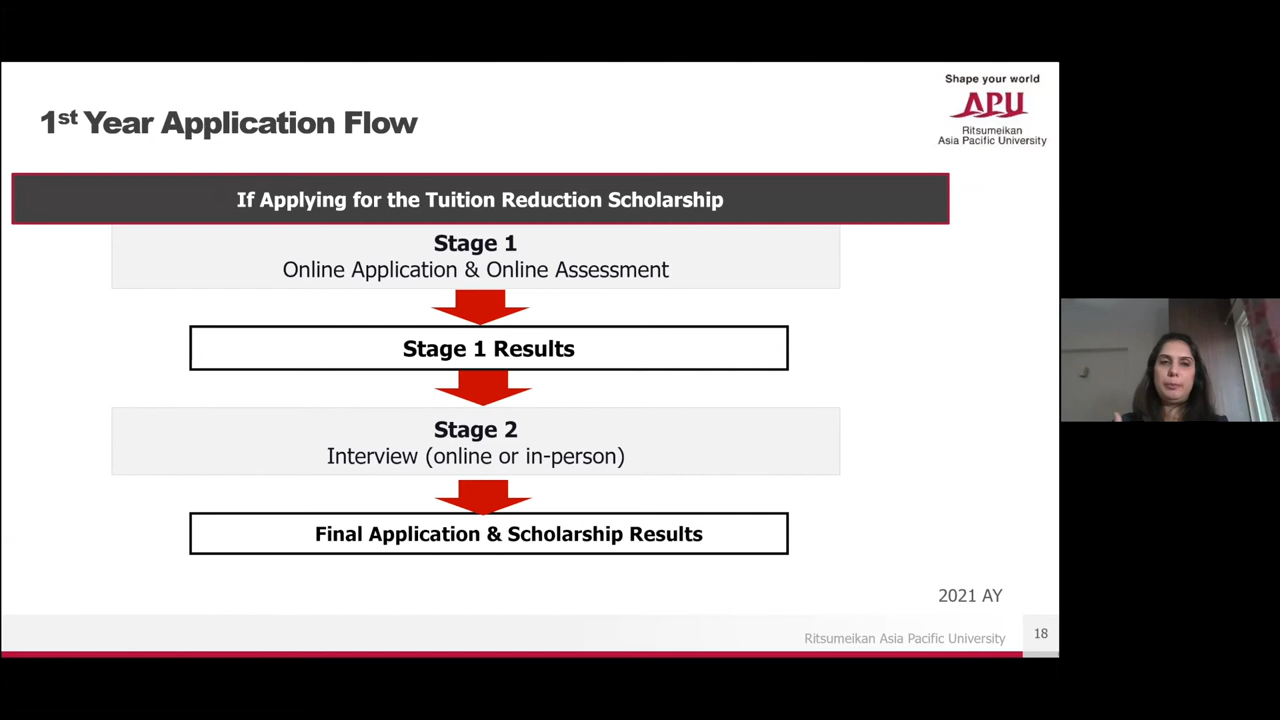 Shape your world
APU
Ritsumeikan
Asia Pacific University
1st Year Application Flow
If Applying for the Tuition Reduction Scholarship
Stage 1
Online Application & Online Assessment
Stage 1 Results
Stage 2
Interview (online or in-person)
Final Application & Scholarship Results
2021 AY
Ritsumeikan Asia Pacific University
18